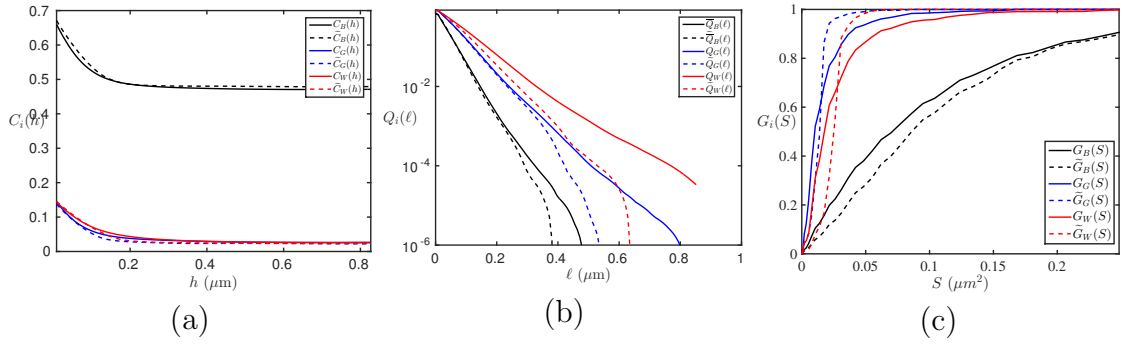 0.7
0.6
0.5
0.4
0.3
0.2
0.1
0
C_i(h)
0.2 0.4 0.6 0.8
h (μm)
C_B(h)
C̃_B(h)
C_G(h)
C̃_G(h)
C_W(h)
C̃_W(h)
(a)
10^-2
10^-4
10^-6
Q_i(ℓ)
0 0.2 0.4 0.6 0.8 1
ℓ (μm)
Q̅_B(ℓ)
Q̃_B(ℓ)
Q_G(ℓ)
Q̃_G(ℓ)
Q_W(ℓ)
Q̃_W(ℓ)
(b)
1
0.8
0.6
0.4
0.2
0
G_i(S)
0 0.05 0.1 0.15 0.2
S (μm²)
G_B(S)
G̃_B(S)
G_G(S)
G̃_G(S)
G_W(S)
G̃_W(S)
(c)